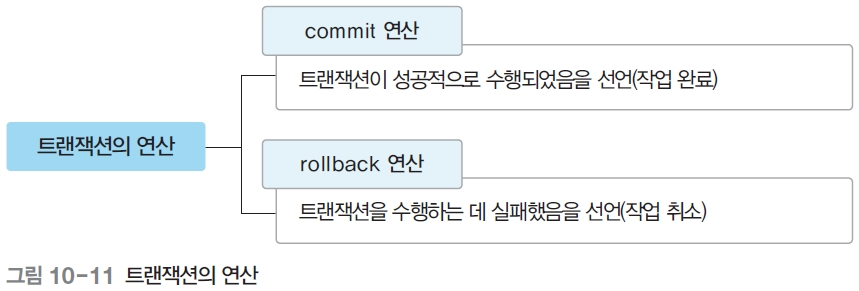 commit 연산
트랜잭션이 성공적으로 수행되었음을 선언(작업 완료)
트랜잭션의 연산
rollback 연산
트랜잭션을 수행하는 데 실패했음을 선언(작업 취소)
그림 10-11 트랜잭션의 연산